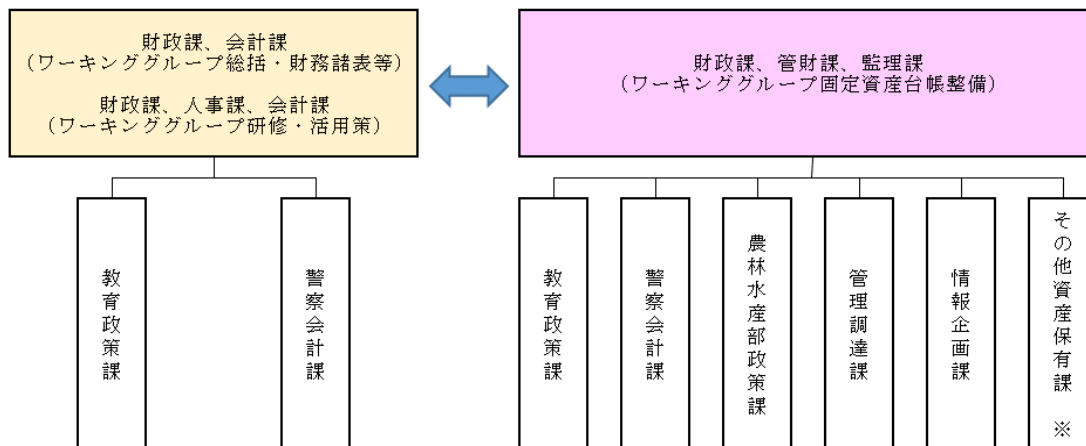 財政課、会計課
（ワーキンググループ総括・財務諸表等）
財政課、人事課、会計課
（ワーキンググループ研修・活用策）
財政課、管財課、監理課
（ワーキンググループ固定資産台帳整備）
教育政策課
警察会計課
教育政策課
警察会計課
農林水産部政策課
管理調達課
情報企画課
その他資産保有課　※